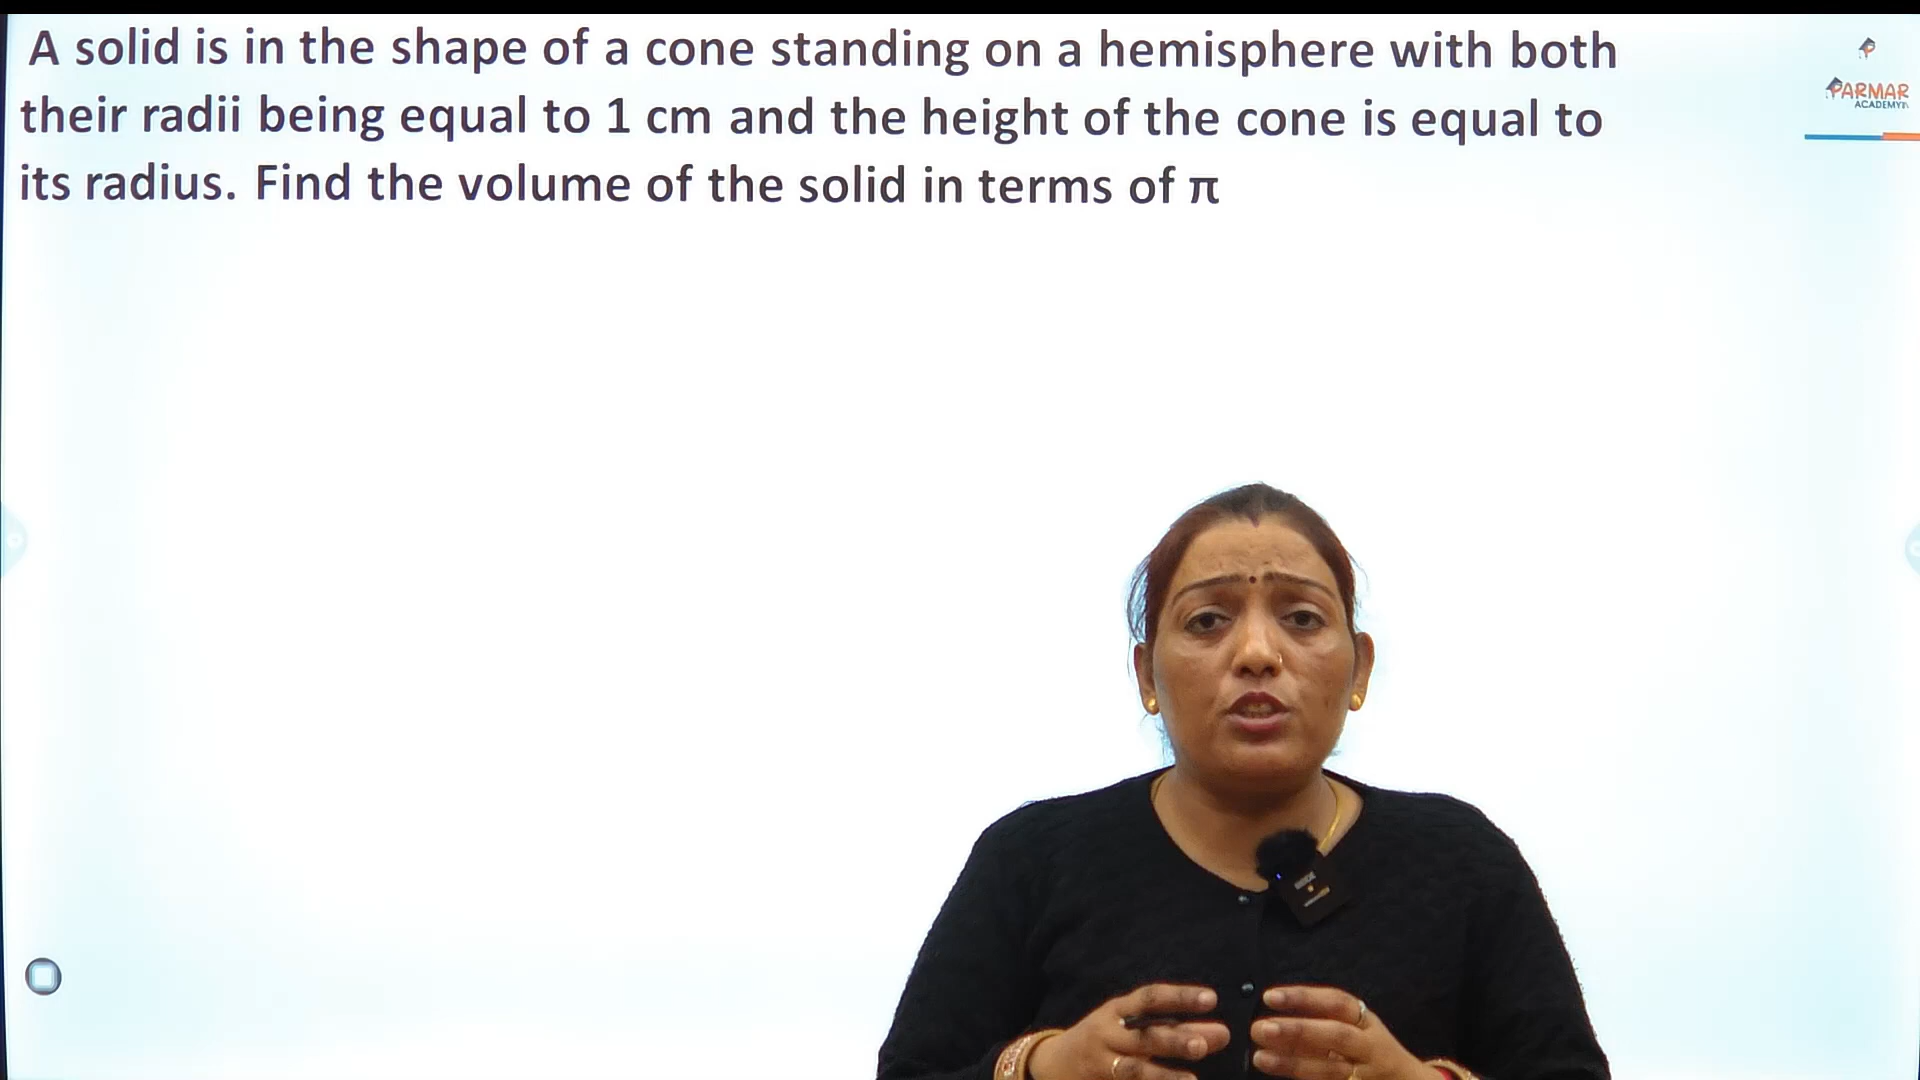 A solid is in the shape of a cone standing on a hemisphere with both
their radii being equal to 1 cm and the height of the cone is equal to
its radius. Find the volume of the solid in terms of π
PARMAR
ACADEMY